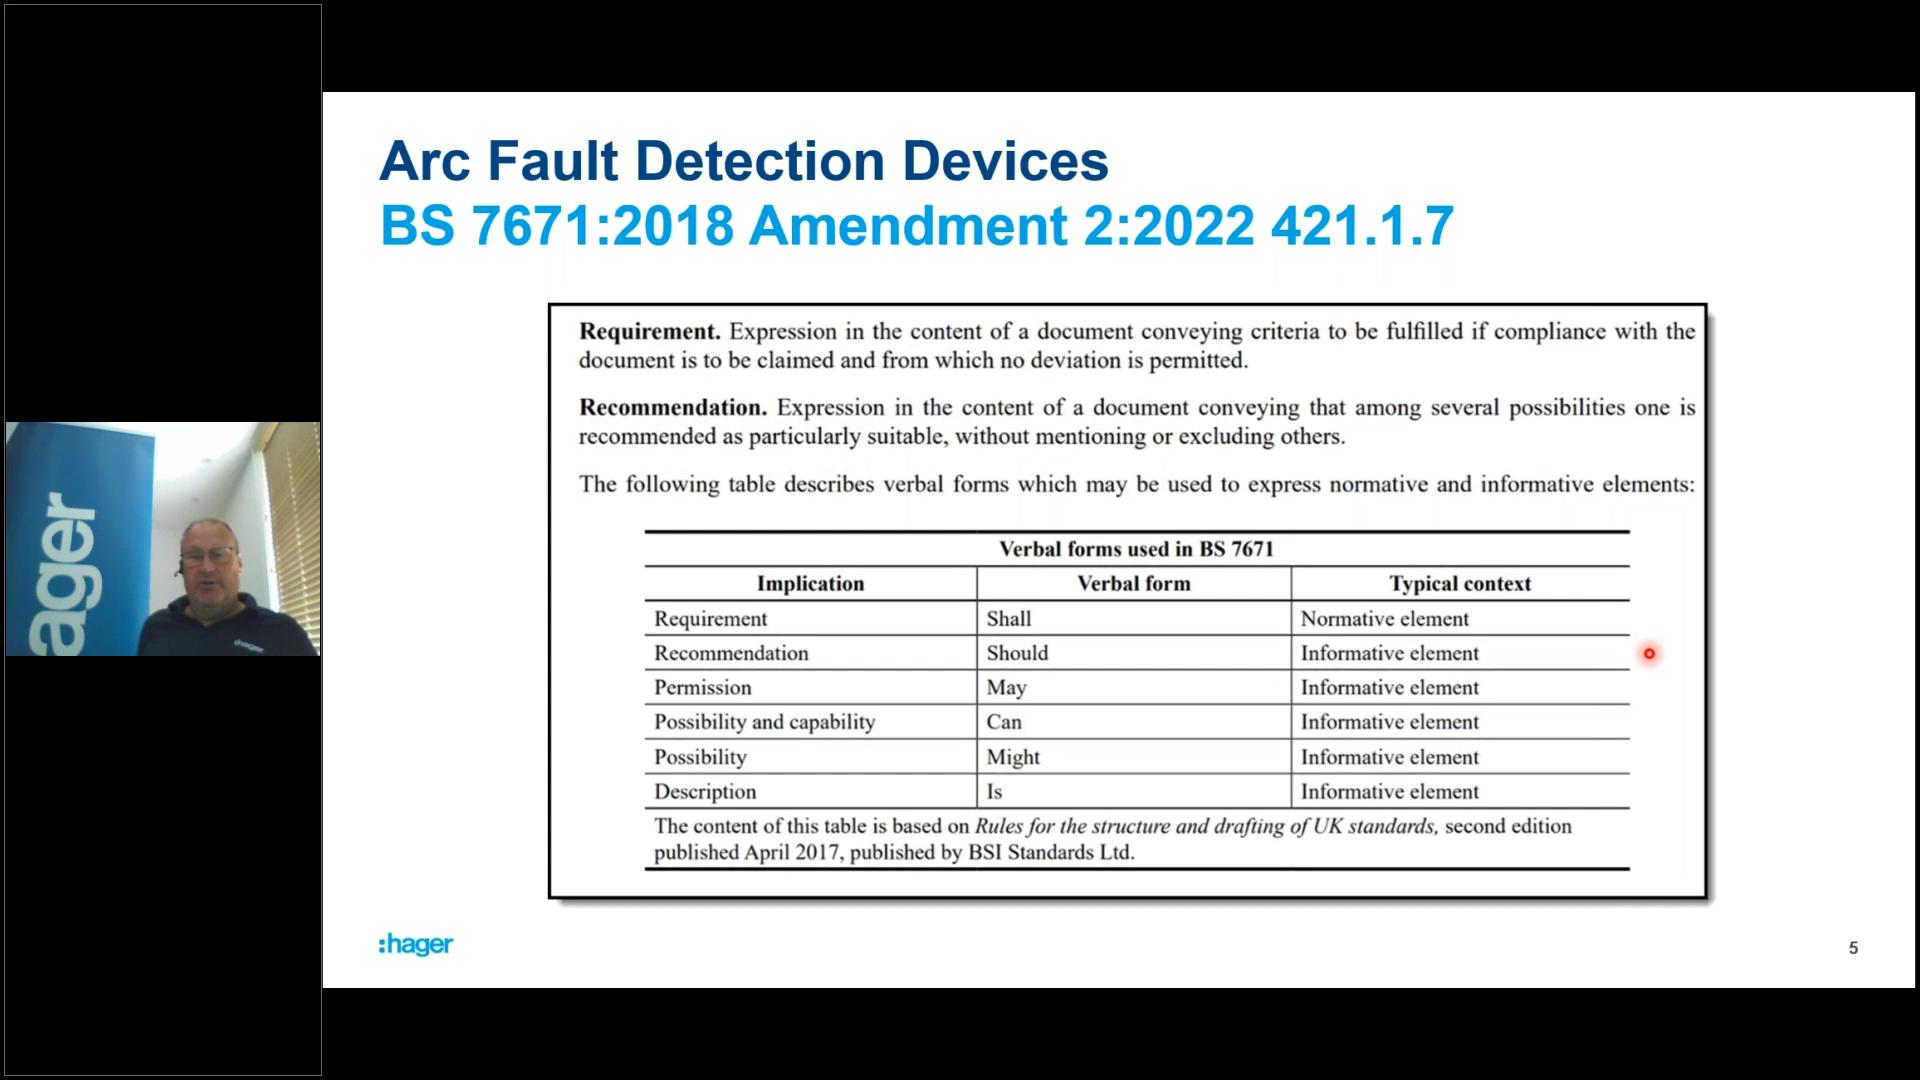 Arc Fault Detection Devices
BS 7671:2018 Amendment 2:2022 421.1.7
Requirement. Expression in the content of a document conveying criteria to be fulfilled if compliance with the
document is to be claimed and from which no deviation is permitted.
Recommendation. Expression in the content of a document conveying that among several possibilities one is
recommended as particularly suitable, without mentioning or excluding others.
The following table describes verbal forms which may be used to express normative and informative elements:
Verbal forms used in BS 7671
Implication Verbal form Typical context
Requirement Shall Normative element
Recommendation Should Informative element
Permission May Informative element
Possibility and capability Can Informative element
Possibility Might Informative element
Description Is Informative element
The content of this table is based on Rules for the structure and drafting of UK standards, second edition
published April 2017, published by BSI Standards Ltd.
:hager
5
ager
:hager